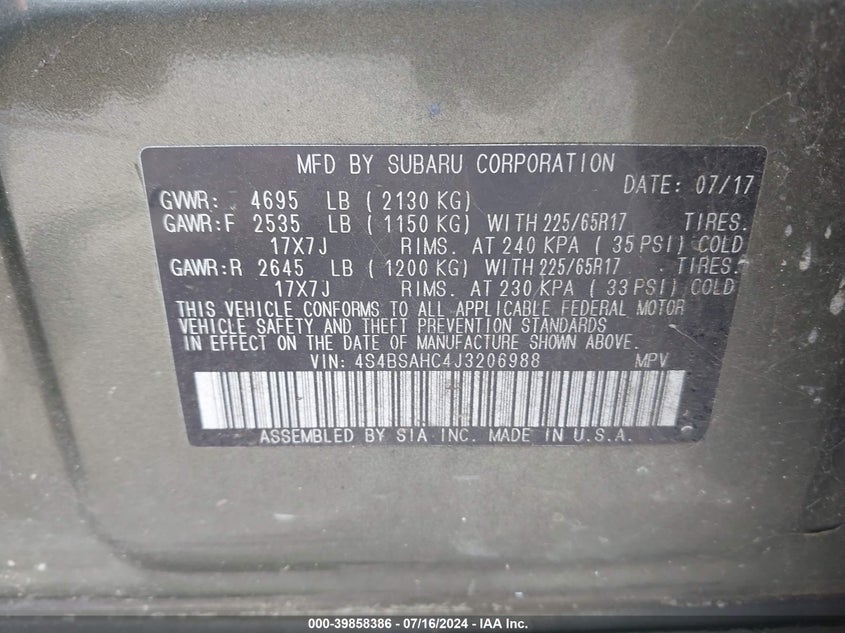 MFD BY SUBARU CORPORATION
DATE: 07/17
GVWR: 4695 LB ( 2130 KG)
GAWR:F 2535 LB ( 1150 KG) WITH 225/65R17 TIRES.
17X7J RIMS. AT 240 KPA ( 35 PSI) COLD
GAWR:R 2645 LB ( 1200 KG) WITH 225/65R17 TIRES.
17X7J RIMS. AT 230 KPA ( 33 PSI) COLD
THIS VEHICLE CONFORMS TO ALL APPLICABLE FEDERAL MOTOR
VEHICLE SAFETY AND THEFT PREVENTION STANDARDS
IN EFFECT ON THE DATE OF MANUFACTURE SHOWN ABOVE.
VIN: 4S4BSAHC4J3206988 MPV
ASSEMBLED BY SIA INC. MADE IN U.S.A.
000-39858386 - 07/16/2024 - IAA Inc.